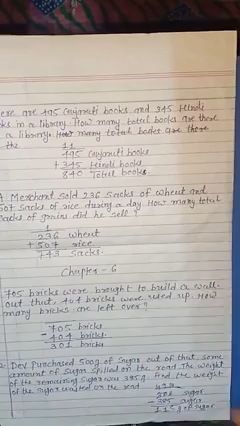 ere are 495 Gujarati books and 345 Hindi
ks in a library. How many total books are there
a library. How many total books are there
the
11
495 Gujarati books
+ 345 Hindi books
840 Total books.
A Merchant sold 236 Sacks of wheat and
507 sacks of rice during a day. How many total
sacks of grains did he sell?
1
236 wheat
+ 507 rice
743 sacks.
Chapter - 6
705 bricks were brought to build a wall.
out that, 404 bricks were used up. How
many bricks are left over?
705 bricks
- 404 bricks
301 bricks
Dev purchased 500g of Sugar out of that some
amount of sugar spilled on the road. The weight
of the remaining sugar was 385g. find the weight
of the sugar wasted on the road
sugar
- 385 sugar
115 g of sugar